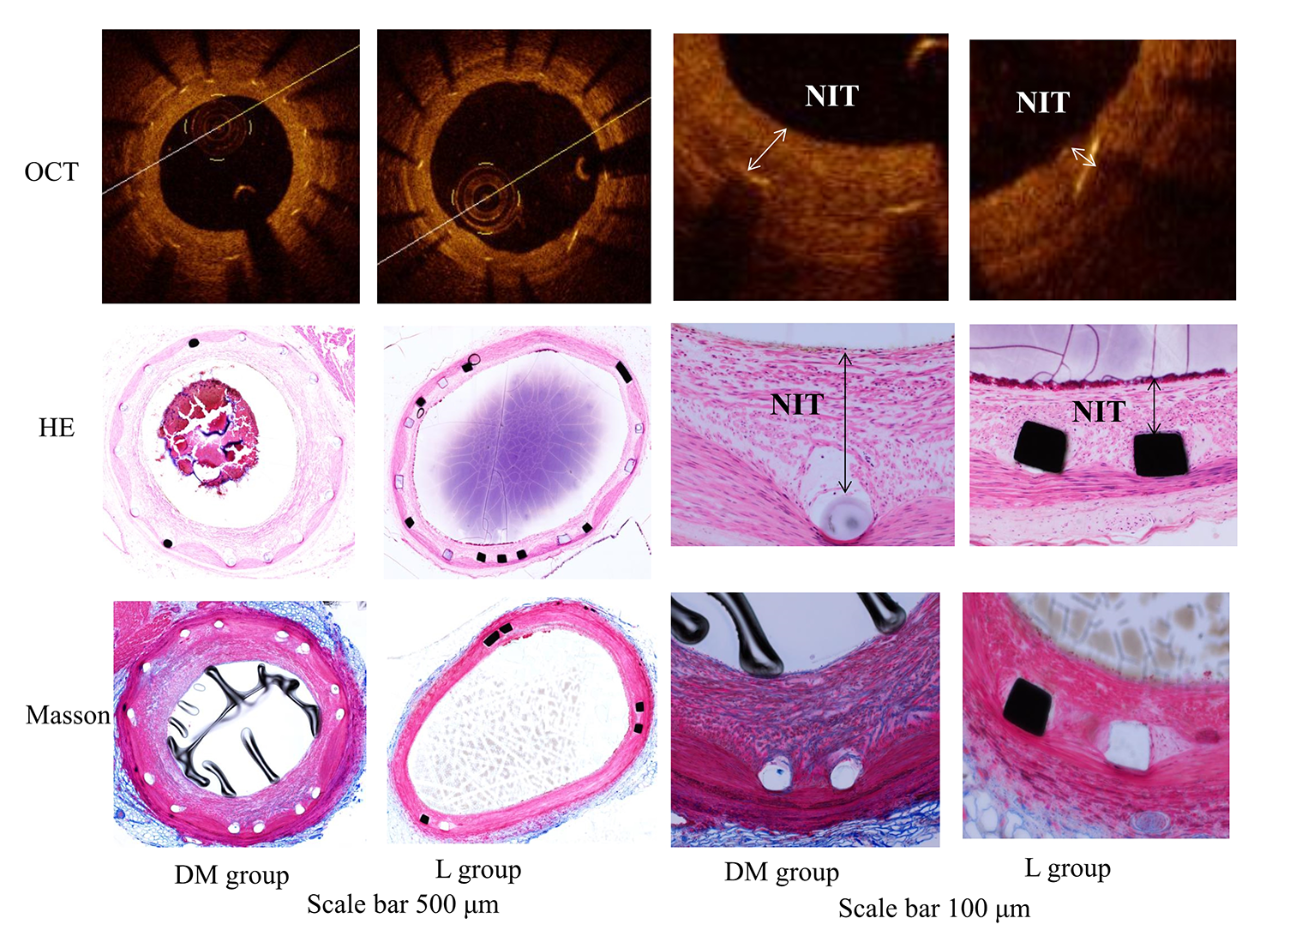 OCT
NIT
NIT
HE
NIT
NIT
Masson
DM group
L group
DM group
L group
Scale bar 500 μm
Scale bar 100 μm